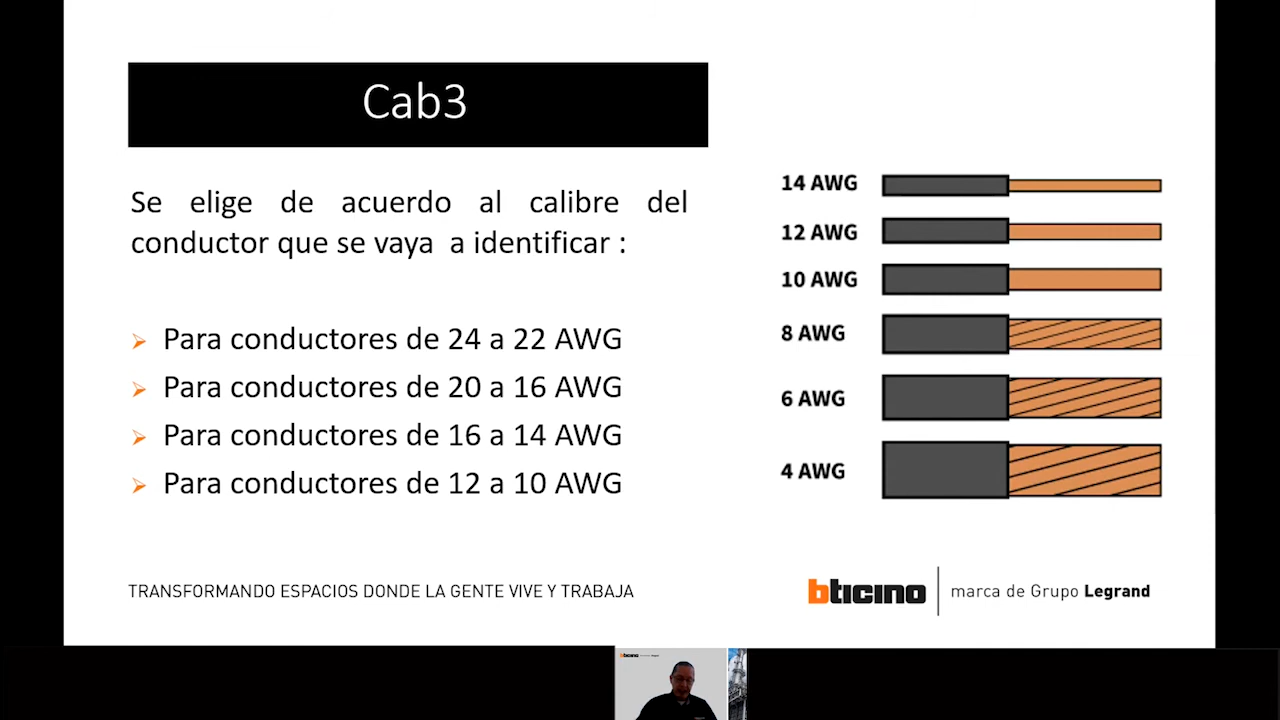 Cab3
Se elige de acuerdo al calibre del
conductor que se vaya a identificar :
Para conductores de 24 a 22 AWG
Para conductores de 20 a 16 AWG
Para conductores de 16 a 14 AWG
Para conductores de 12 a 10 AWG
14 AWG
12 AWG
10 AWG
8 AWG
6 AWG
4 AWG
TRANSFORMANDO ESPACIOS DONDE LA GENTE VIVE Y TRABAJA
bticino marca de Grupo Legrand
bticino